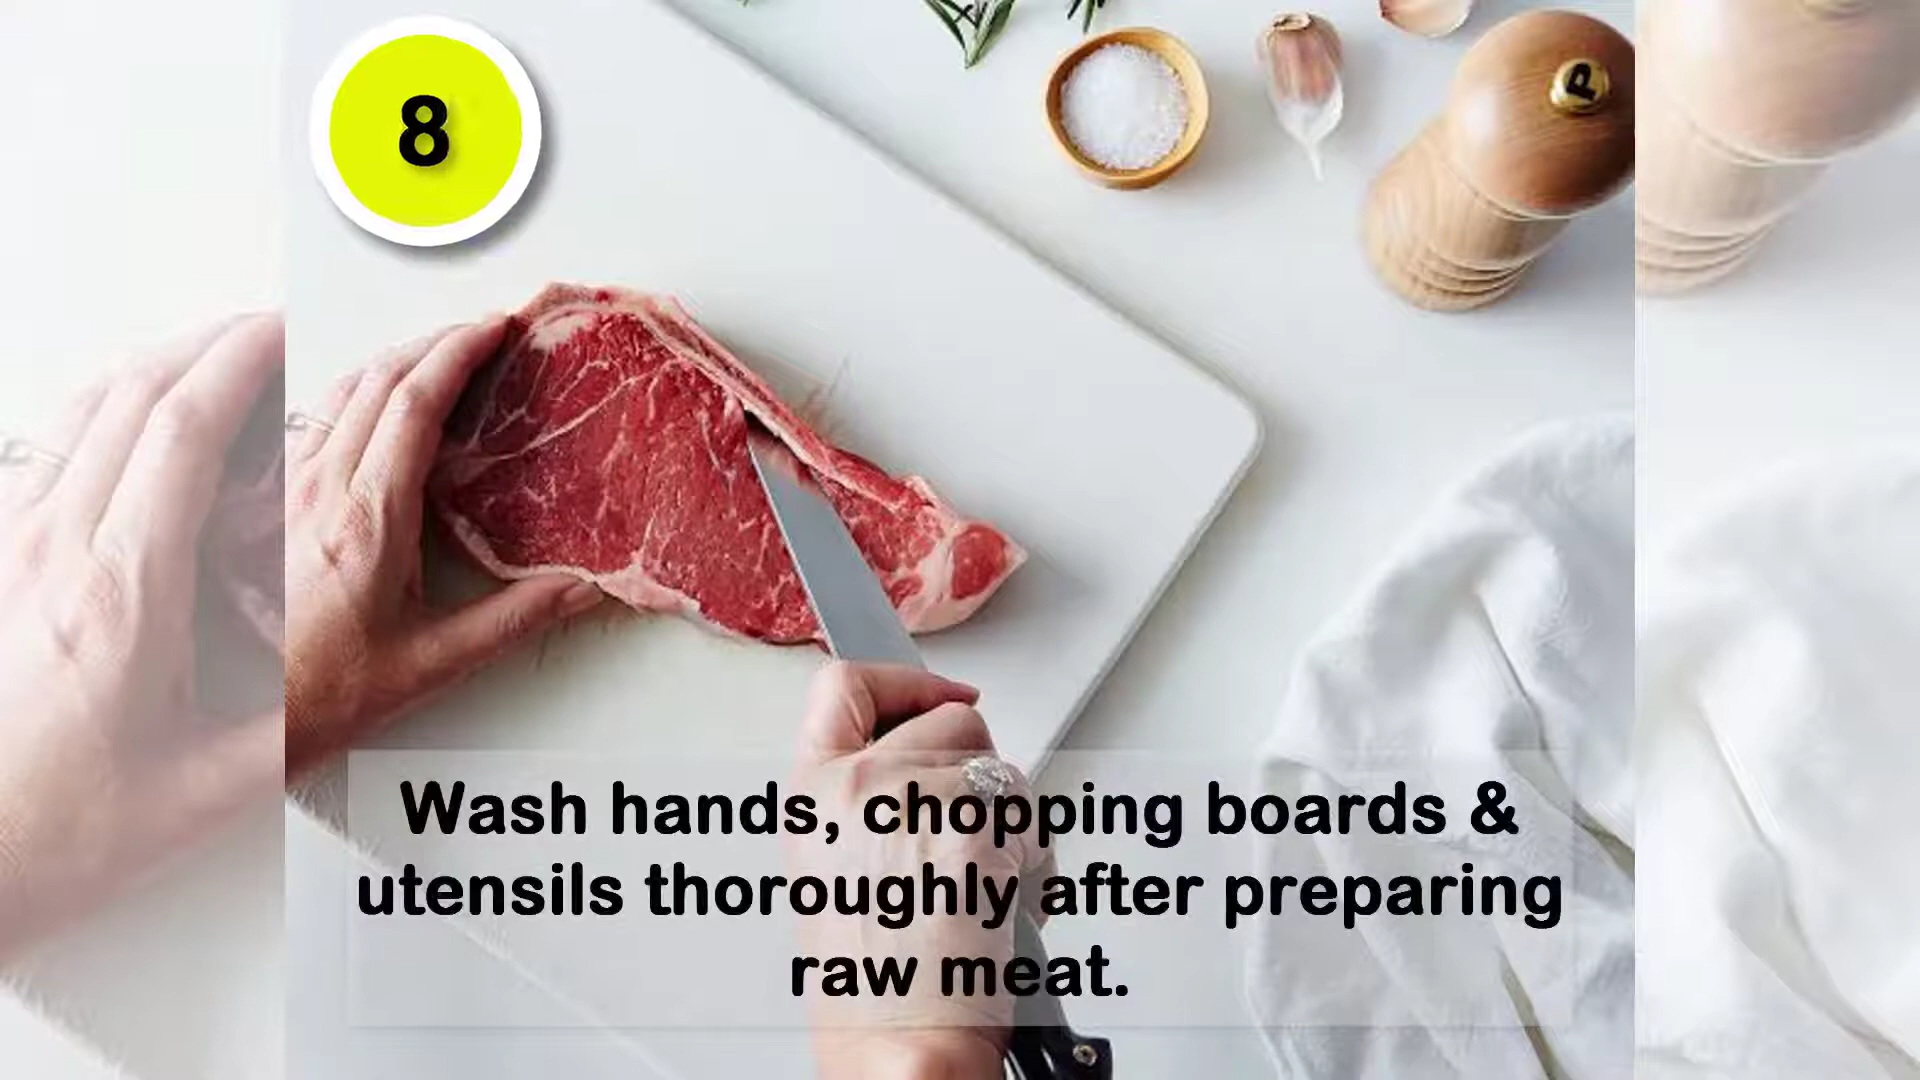 8
P
Wash hands, chopping boards &
utensils thoroughly after preparing
raw meat.